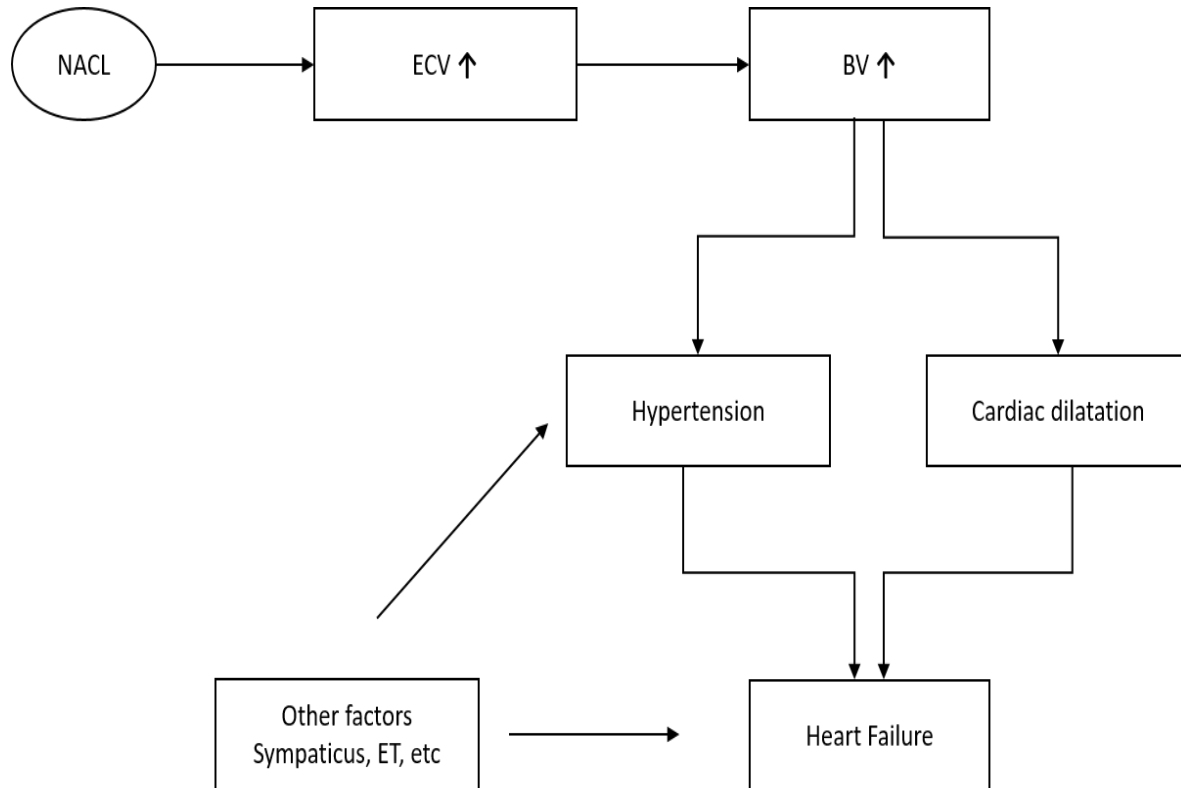 NACL
ECV ↑
BV ↑
Hypertension
Cardiac dilatation
Other factors
Sympaticus, ET, etc
Heart Failure